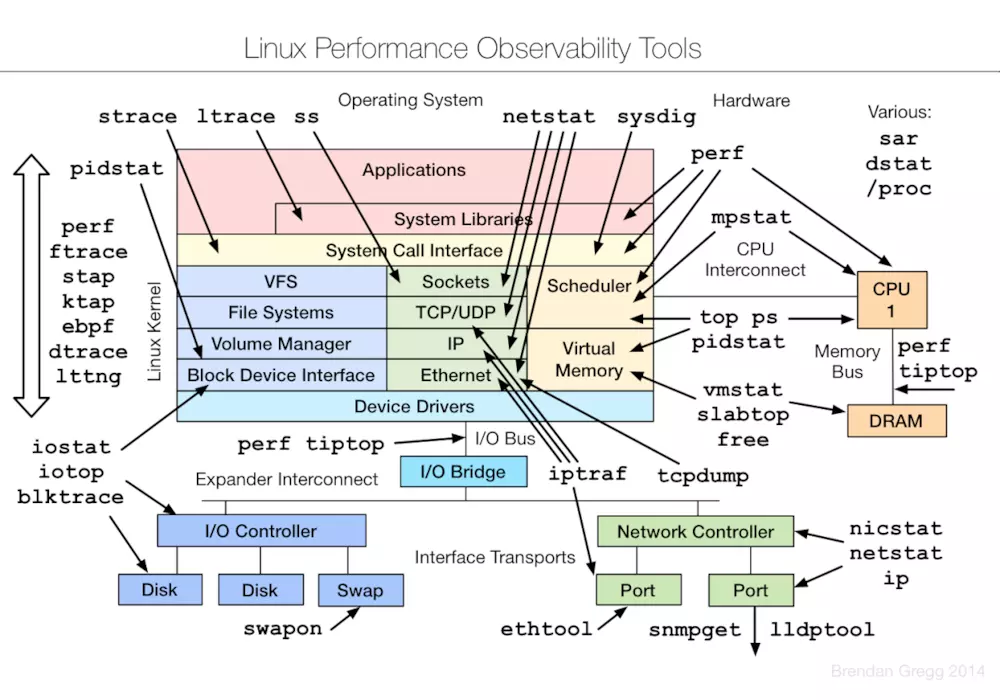 Linux Performance Observability Tools
Operating System
Hardware
Various:
strace ltrace ss
netstat sysdig
sar
dstat
/proc
perf
pidstat
Applications
System Libraries
mpstat
System Call Interface
CPU
Interconnect
perf
ftrace
stap
ktap
ebpf
dtrace
lttng
Linux Kernel
VFS
Sockets
Scheduler
CPU
1
File Systems
TCP/UDP
top ps
pidstat
Volume Manager
IP
Virtual
Memory
Memory
Bus
perf
tiptop
Block Device Interface
Ethernet
vmstat
slabtop
free
DRAM
Device Drivers
iostat
iotop
blktrace
perf tiptop
I/O Bus
I/O Bridge
iptraf
tcpdump
Expander Interconnect
I/O Controller
Network Controller
nicstat
netstat
ip
Interface Transports
Disk
Disk
Swap
Port
Port
swapon
ethtool
snmpget
lldptool
Brendan Gregg 2014